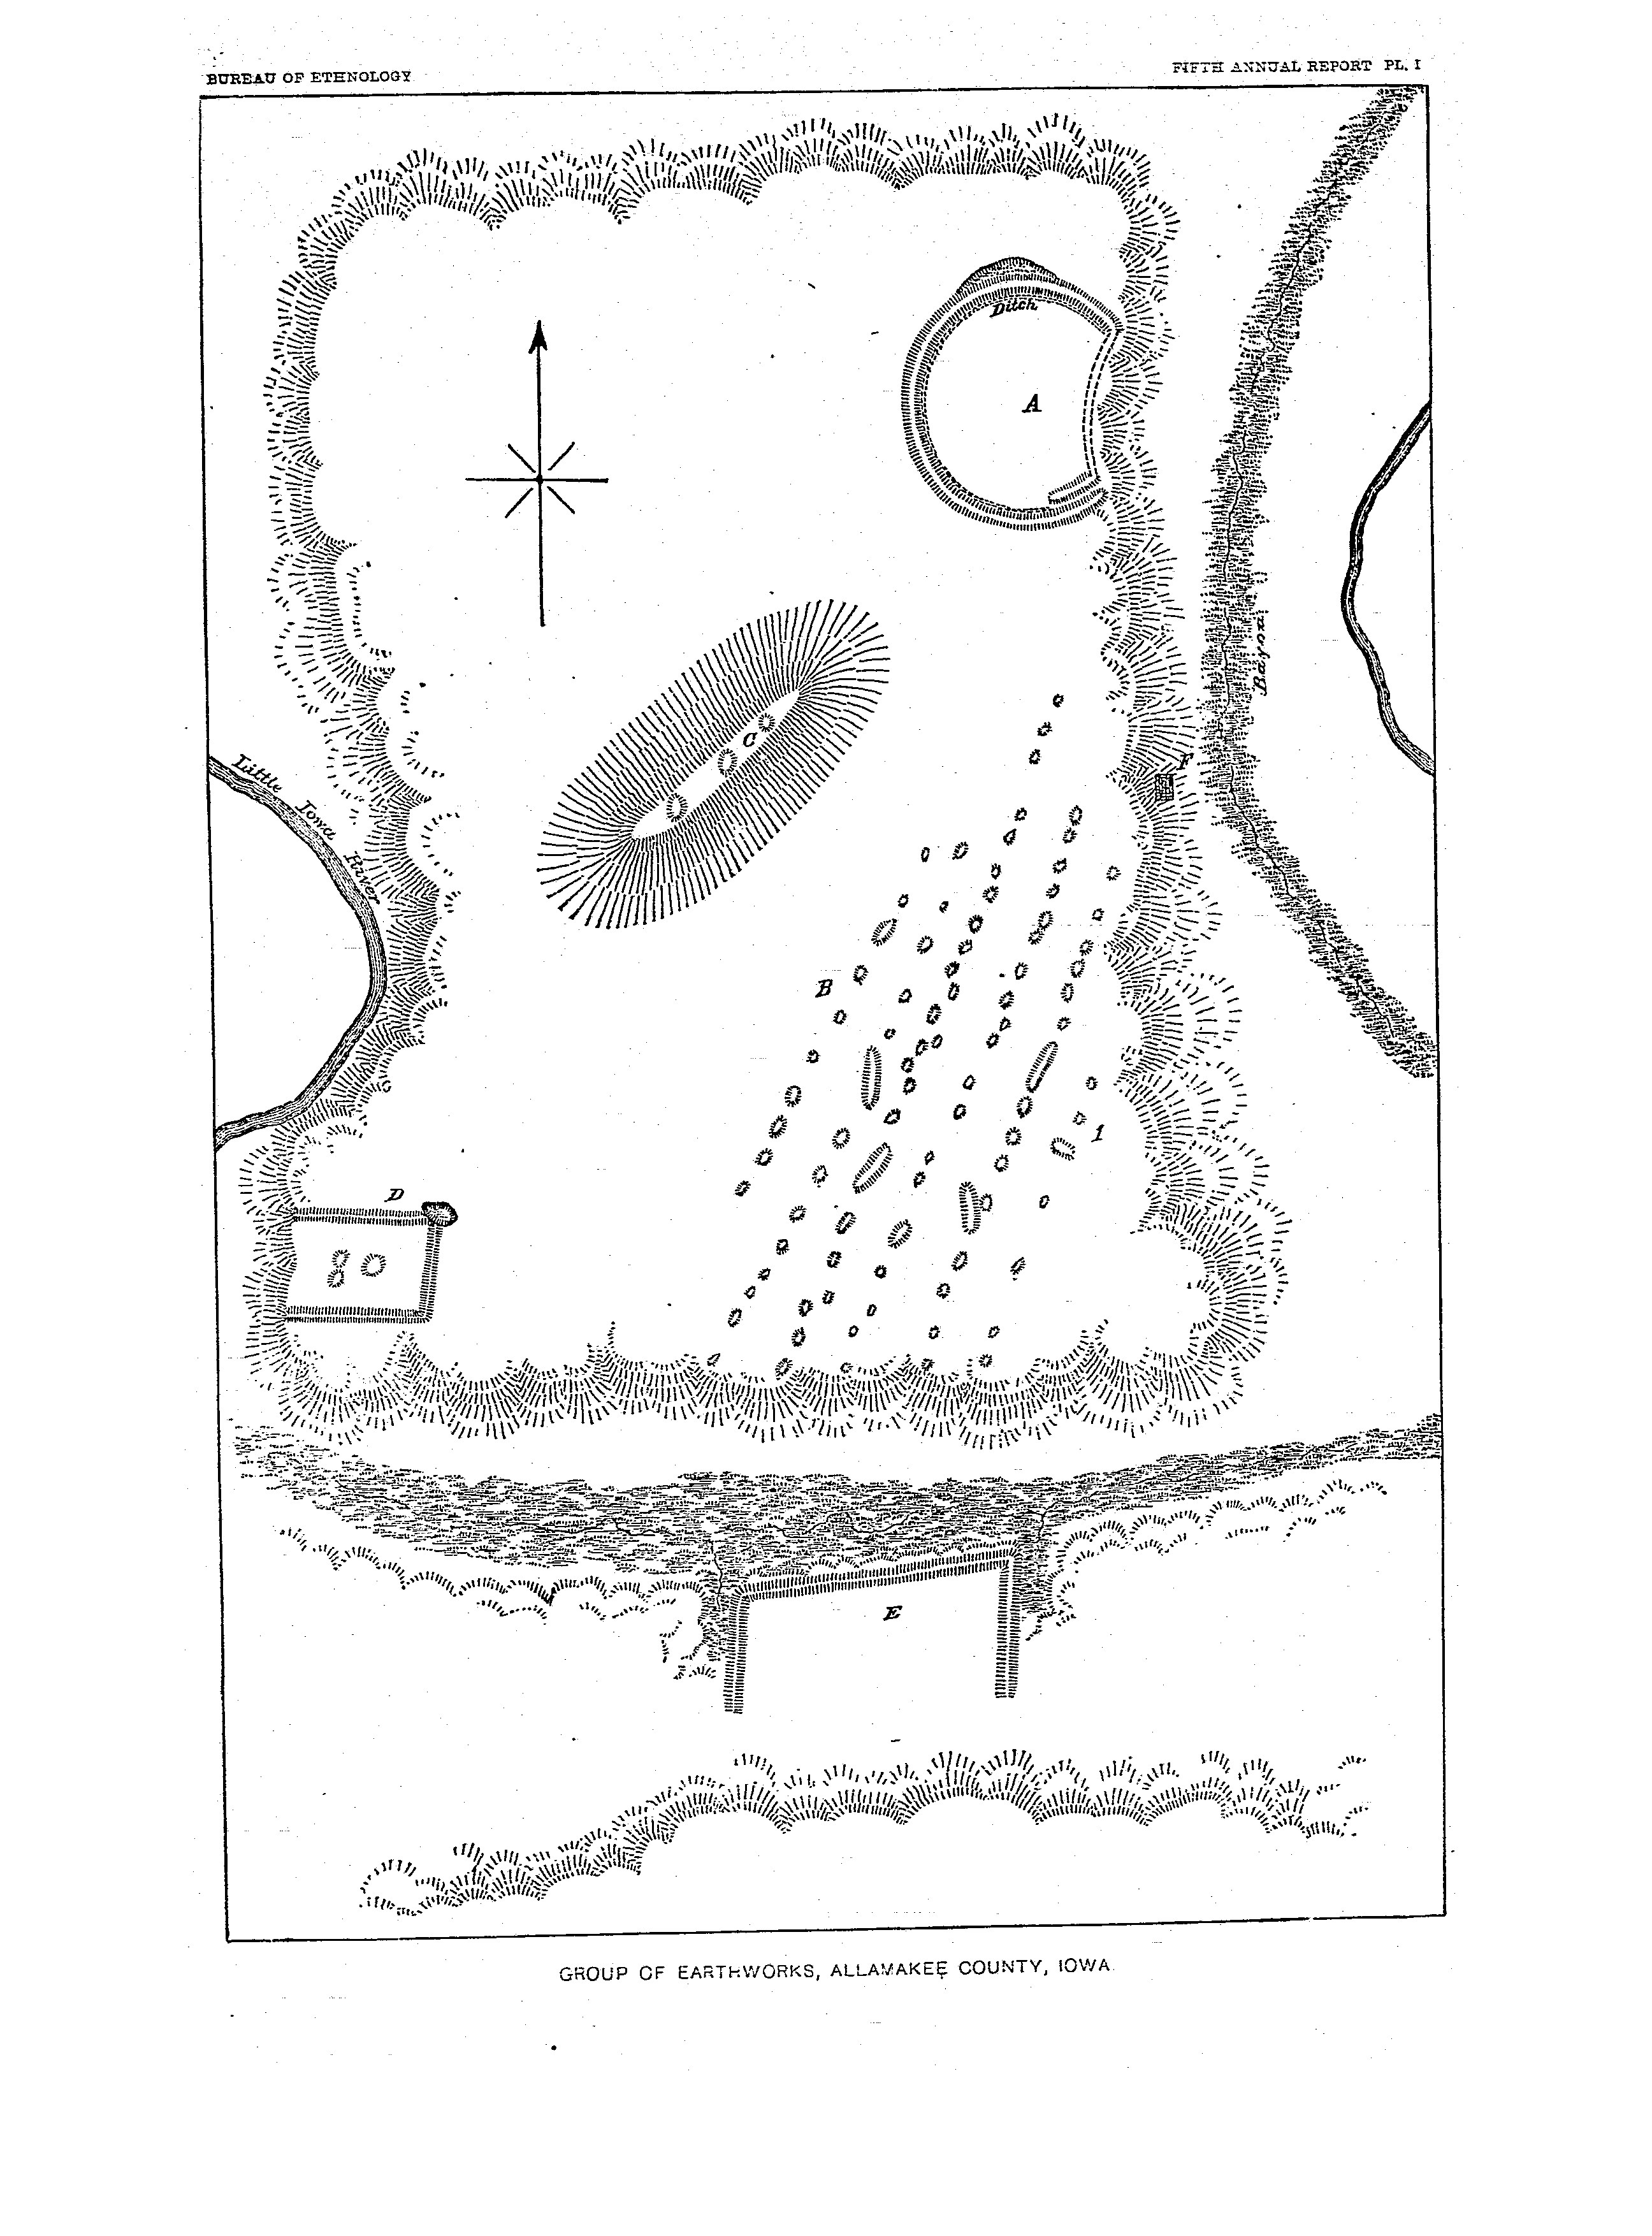 BUREAU OF ETHNOLOGY
FIFTH ANNUAL REPORT PL. I
Ditch
A
Bayou
C
F
Little Iowa River
B
1
D
E
GROUP OF EARTHWORKS, ALLAMAKEE COUNTY, IOWA.